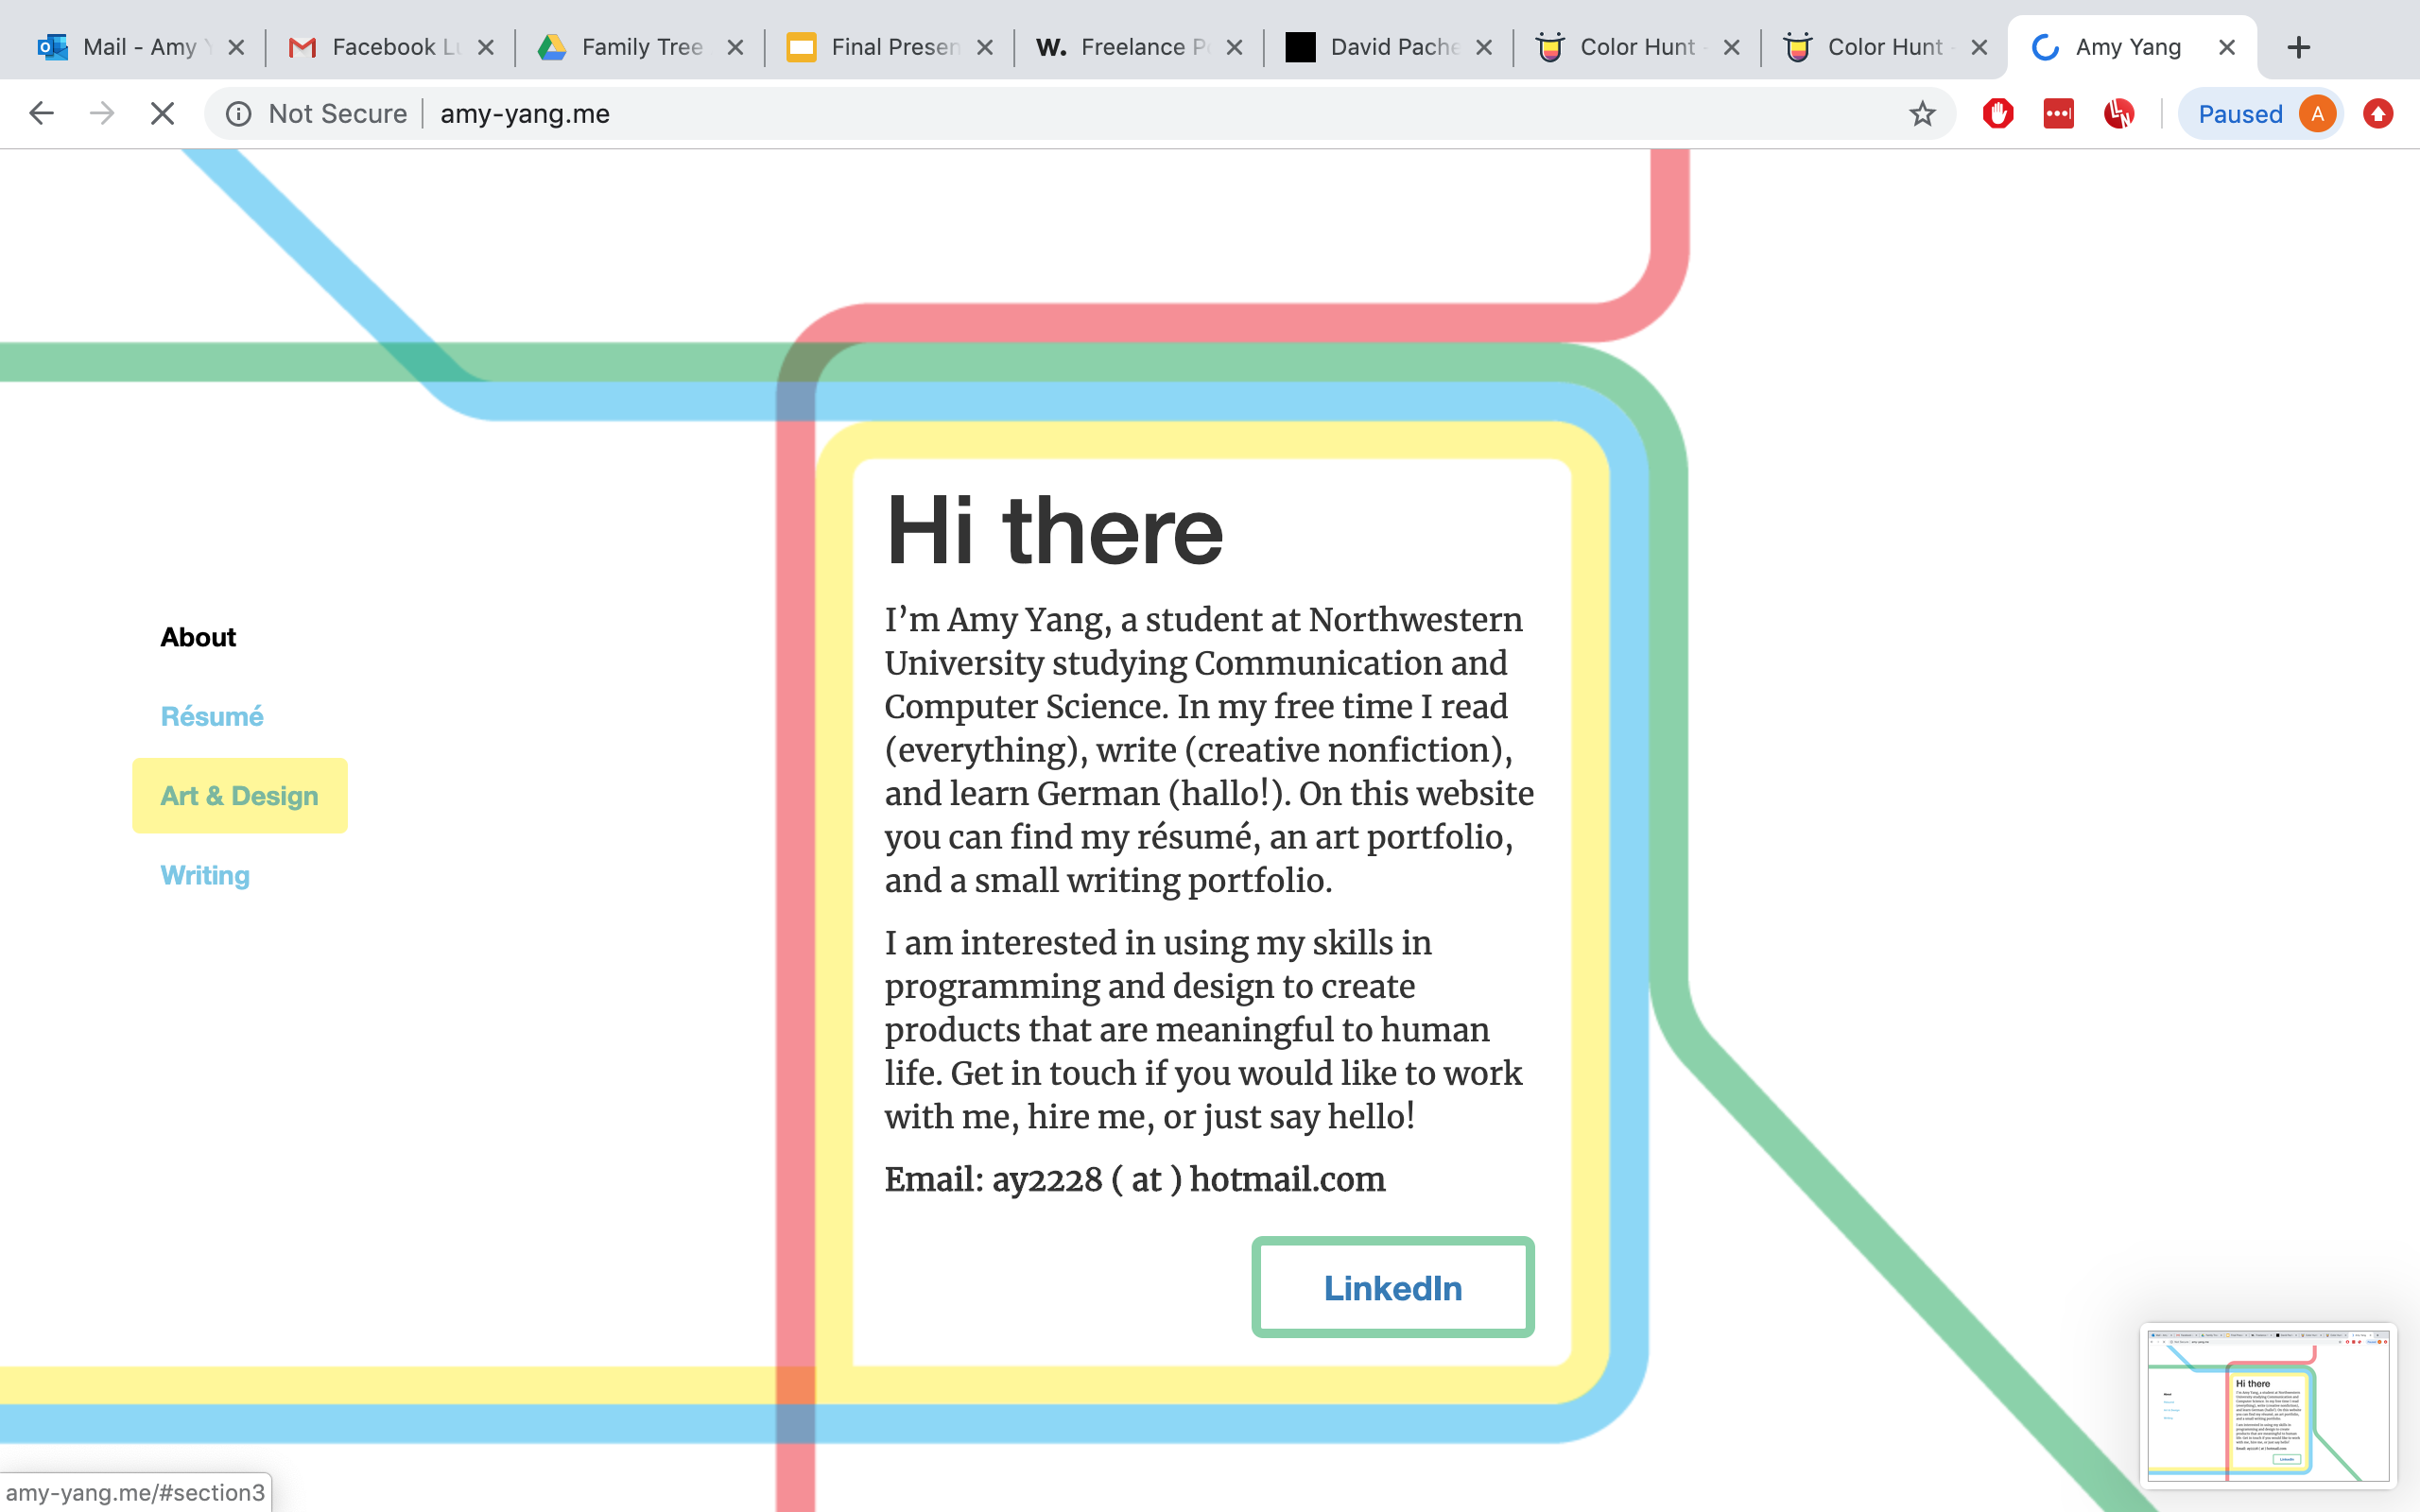 Mail - Amy Y
Facebook Lu
Family Tree
Final Presen
W. Freelance Po
David Pache
Color Hunt -
Color Hunt -
Amy Yang
Not Secure
amy-yang.me
Paused A
Hi there
I’m Amy Yang, a student at Northwestern
University studying Communication and
Computer Science. In my free time I read
(everything), write (creative nonfiction),
and learn German (hallo!). On this website
you can find my résumé, an art portfolio,
and a small writing portfolio.
I am interested in using my skills in
programming and design to create
products that are meaningful to human
life. Get in touch if you would like to work
with me, hire me, or just say hello!
Email: ay2228 ( at ) hotmail.com
LinkedIn
About
Résumé
Art & Design
Writing
amy-yang.me/#section3
Hi there